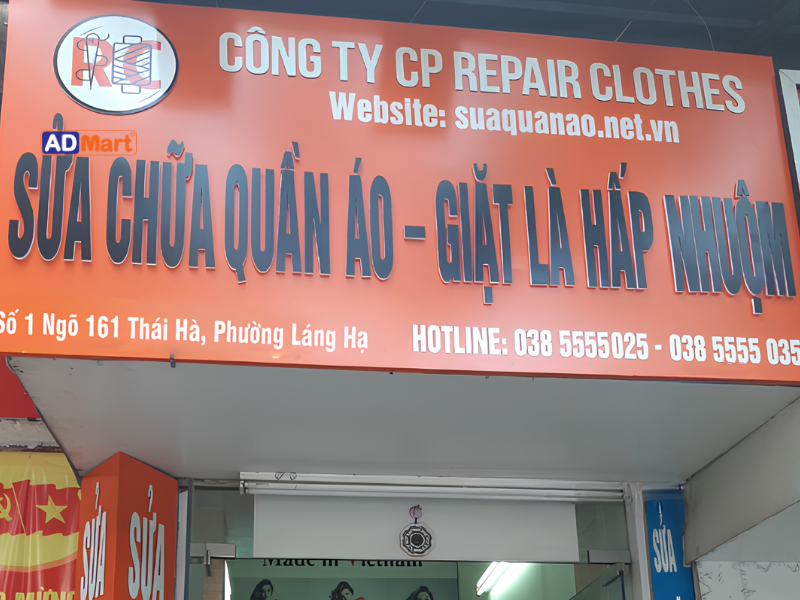 RC
CÔNG TY CP REPAIR CLOTHES
Website: suaquanao.net.vn
ADMart
SỬA CHỮA QUẦN ÁO – GIẶT LÀ HẤP NHUỘM
Số 1 Ngõ 161 Thái Hà, Phường Láng Hạ
HOTLINE: 038 5555025 - 038 5555 035
SỬA
SỬA
SỬA
Made in Vietnam